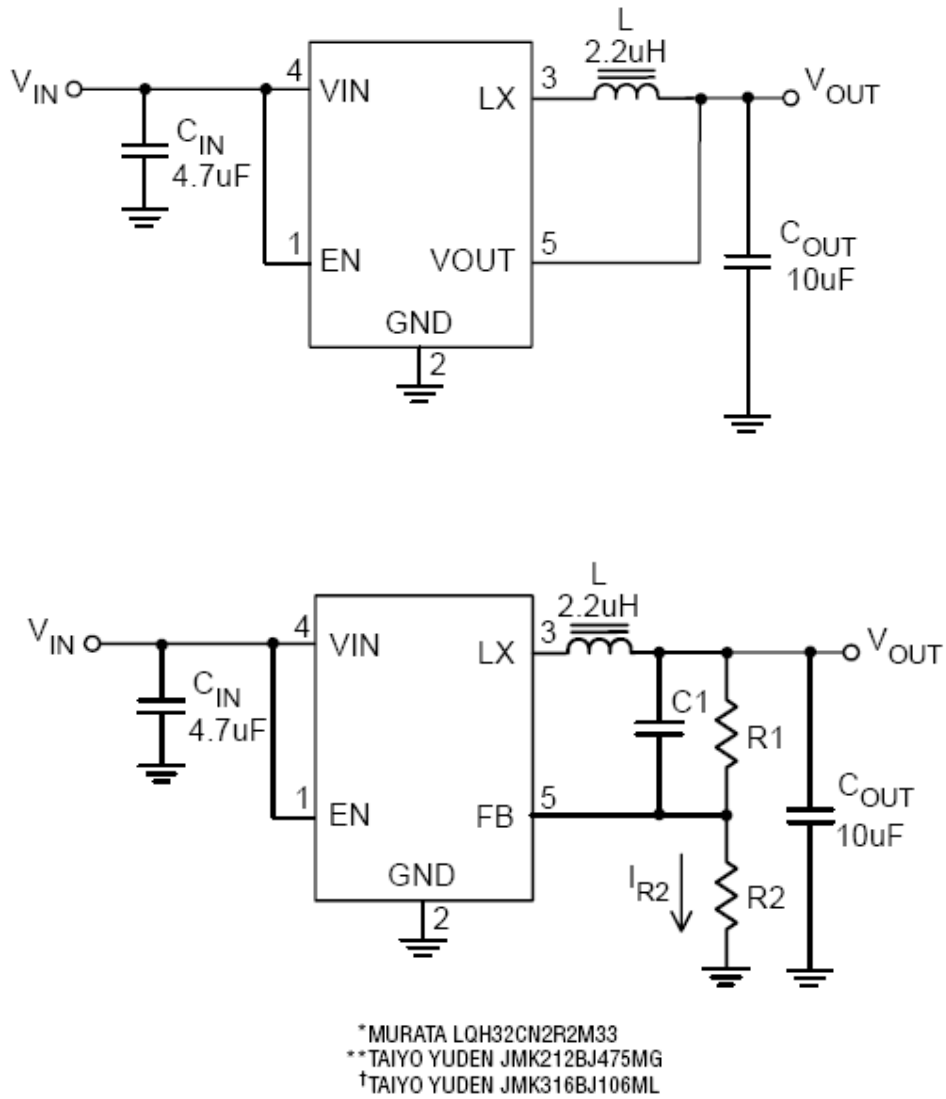 L
2.2uH
VIN
4
VIN
LX
3
VOUT
CIN
4.7uF
1
EN
VOUT
5
COUT
10uF
GND
2
L
2.2uH
VIN
4
VIN
LX
3
VOUT
CIN
4.7uF
C1
R1
1
EN
FB
5
COUT
10uF
GND
2
IR2
R2
*MURATA LQH32CN2R2M33
**TAIYO YUDEN JMK212BJ475MG
†TAIYO YUDEN JMK316BJ106ML